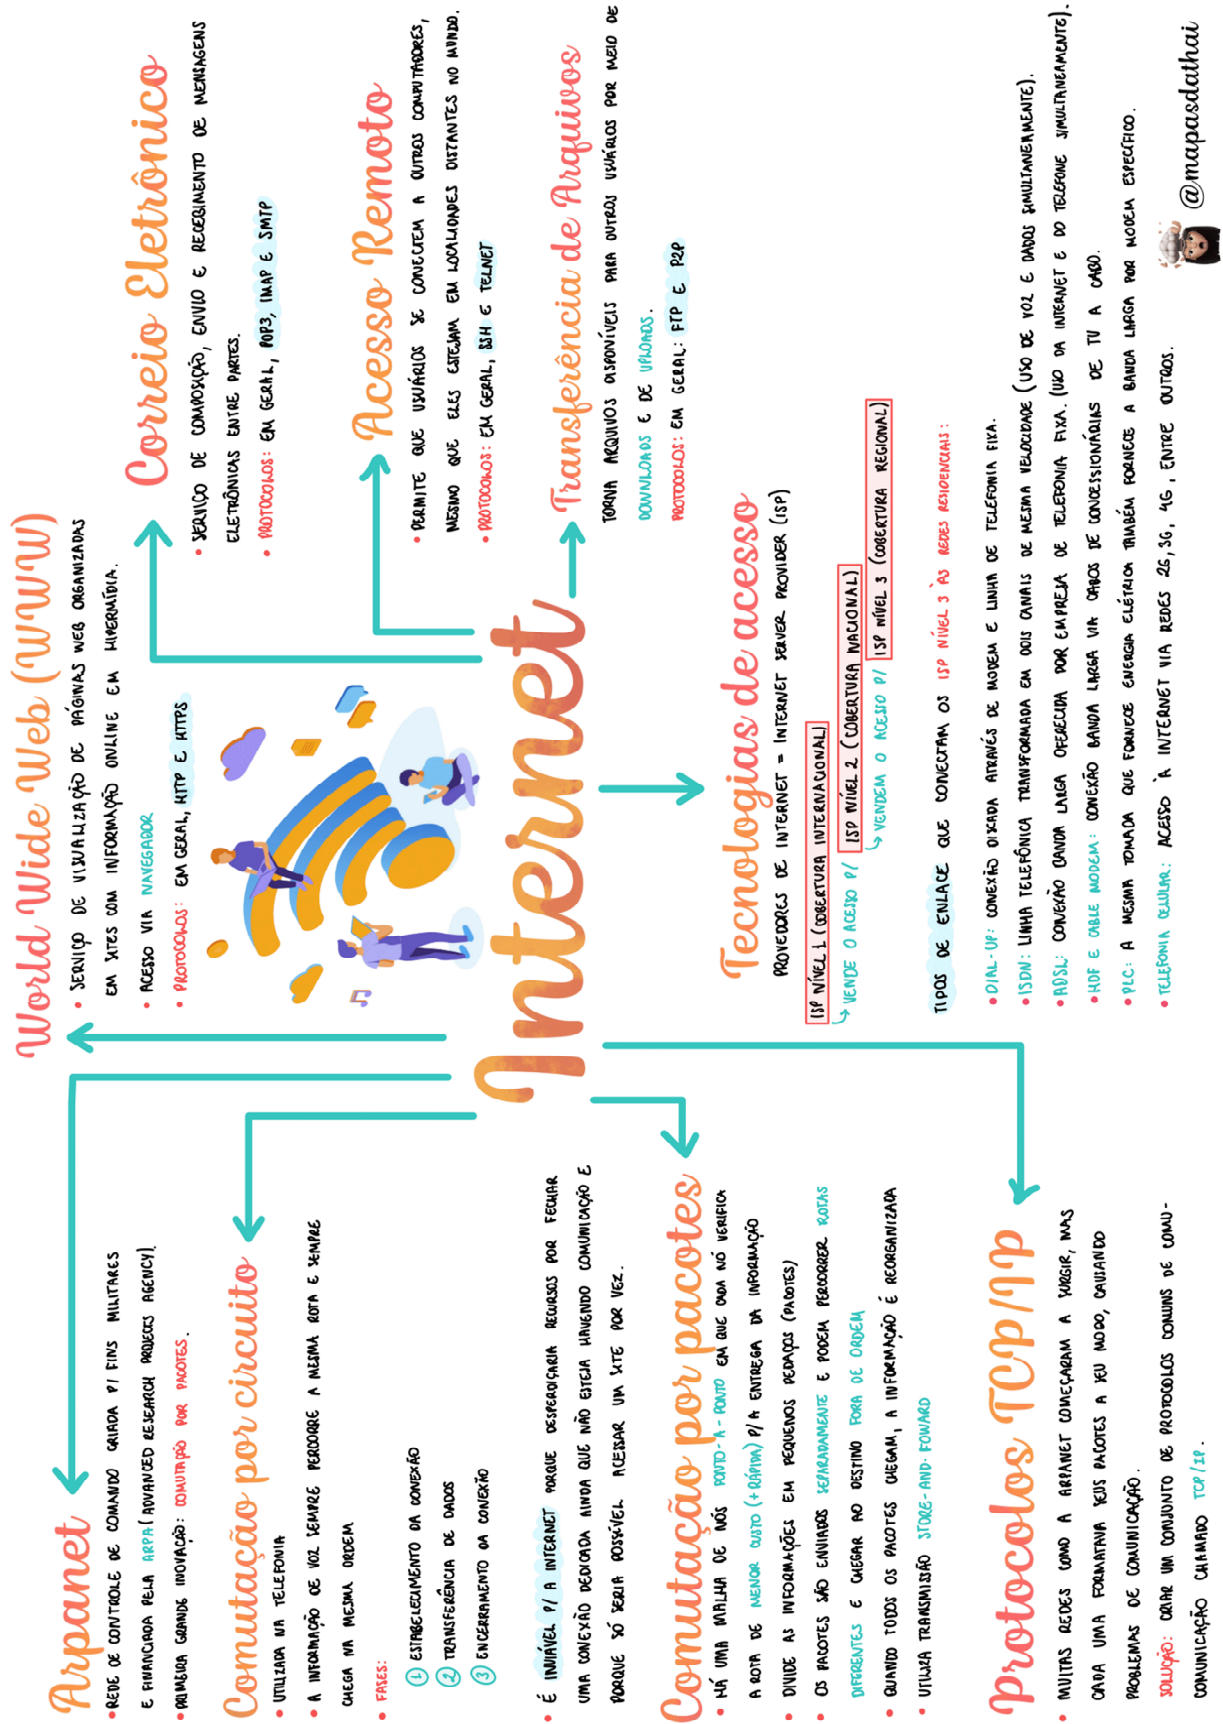 Internet
Arpanet
• REDE DE CONTROLE DE COMANDO CRIADA P/ FINS MILITARES
E FINANCIADA PELA ARPA (ADVANCED RESEARCH PROJECTS AGENCY).
• PRIMEIRA GRANDE INOVAÇÃO: COMUTAÇÃO POR PACOTES.
Comutação por circuito
• UTILIZADA NA TELEFONIA
• A INFORMAÇÃO DE VOZ SEMPRE PERCORRE A MESMA ROTA E SEMPRE
CHEGA NA MESMA ORDEM
• FASES:
1 ESTABELECIMENTO DA CONEXÃO
2 TRANSFERÊNCIA DE DADOS
3 ENCERRAMENTO DA CONEXÃO
• É INVIÁVEL P/ A INTERNET PORQUE DESPERDIÇARIA RECURSOS POR FECHAR
UMA CONEXÃO DEDICADA AINDA QUE NÃO ESTEJA HAVENDO COMUNICAÇÃO E
PORQUE SÓ SERIA POSSÍVEL ACESSAR UM SITE POR VEZ.
Comutação por pacotes
• HÁ UMA MALHA DE NÓS PONTO-A-PONTO EM QUE CADA NÓ VERIFICA
A ROTA DE MENOR CUSTO (+RÁPIDA) P/ A ENTREGA DA INFORMAÇÃO
• DIVIDE AS INFORMAÇÕES EM PEQUENOS PEDAÇOS (PACOTES)
• OS PACOTES SÃO ENVIADOS SEPARADAMENTE E PODEM PERCORRER ROTAS
DIFERENTES E CHEGAR AO DESTINO FORA DE ORDEM
• QUANDO TODOS OS PACOTES CHEGAM, A INFORMAÇÃO É REORGANIZADA
• UTILIZA TRANSMISSÃO STORE-AND-FOWARD
Protocolos TCP/IP
• MUITAS REDES COMO A ARPANET COMEÇARAM A SURGIR, MAS
CADA UMA FORMATAVA SEUS PACOTES A SEU MODO, CAUSANDO
PROBLEMAS DE COMUNICAÇÃO.
SOLUÇÃO: CRIAR UM CONJUNTO DE PROTOCOLOS COMUNS DE COMU-
COMUNICAÇÃO CHAMADO TCP/IP.
World Wide Web (WWW)
• SERVIÇO DE VISUALIZAÇÃO DE PÁGINAS WEB ORGANIZADAS
EM SITES COM INFORMAÇÃO ONLINE EM HIPERMÍDIA.
• ACESSO VIA NAVEGADOR
• PROTOCOLOS: EM GERAL, HTTP E HTTPS
Correio Eletrônico
• SERVIÇO DE COMPOSIÇÃO, ENVIO E RECEBIMENTO DE MENSAGENS
ELETRÔNICAS ENTRE PARTES.
• PROTOCOLOS: EM GERAL, POP3, IMAP E SMTP
Acesso Remoto
• PERMITE QUE USUÁRIOS SE CONECTEM A OUTROS COMPUTADORES,
MESMO QUE ELES ESTEJAM EM LOCALIDADES DISTANTES NO MUNDO.
• PROTOCOLOS: EM GERAL, SSH E TELNET
Transferência de Arquivos
TORNA ARQUIVOS DISPONÍVEIS PARA OUTROS USUÁRIOS POR MEIO DE
DOWNLOADS E DE UPLOADS.
PROTOCOLOS: EM GERAL: FTP E P2P
Tecnologias de acesso
PROVEDORES DE INTERNET = INTERNET SERVER PROVIDER (ISP)
ISP NÍVEL 1 (COBERTURA INTERNACIONAL)
VENDE O ACESSO P/ ISP NÍVEL 2 (COBERTURA NACIONAL)
VENDEM O ACESSO P/ ISP NÍVEL 3 (COBERTURA REGIONAL)
TIPOS DE ENLACE QUE CONECTAM OS ISP NÍVEL 3 ÀS REDES RESIDENCIAIS:
• DIAL-UP: CONEXÃO DISCADA ATRAVÉS DE MODEM E LINHA DE TELEFONIA FIXA.
• ISDN: LINHA TELEFÔNICA TRANSFORMADA EM DOIS CANAIS DE MESMA VELOCIDADE (USO DE VOZ E DADOS SIMULTANEAMENTE).
• ADSL: CONEXÃO BANDA LARGA OFERECIDA POR EMPRESA DE TELEFONIA FIXA. (USO DA INTERNET E DO TELEFONE SIMULTANEAMENTE).
• HDF E CABLE MODEM: CONEXÃO BANDA LARGA VIA CABOS DE CONCESSIONÁRIAS DE TV A CABO.
• PLC: A MESMA TOMADA QUE FORNECE ENERGIA ELÉTRICA TAMBÉM FORNECE A BANDA LARGA POR MODEM ESPECÍFICO.
• TELEFONIA CELULAR: ACESSO À INTERNET VIA REDES 2G, 3G, 4G, ENTRE OUTROS.
@mapasdathai